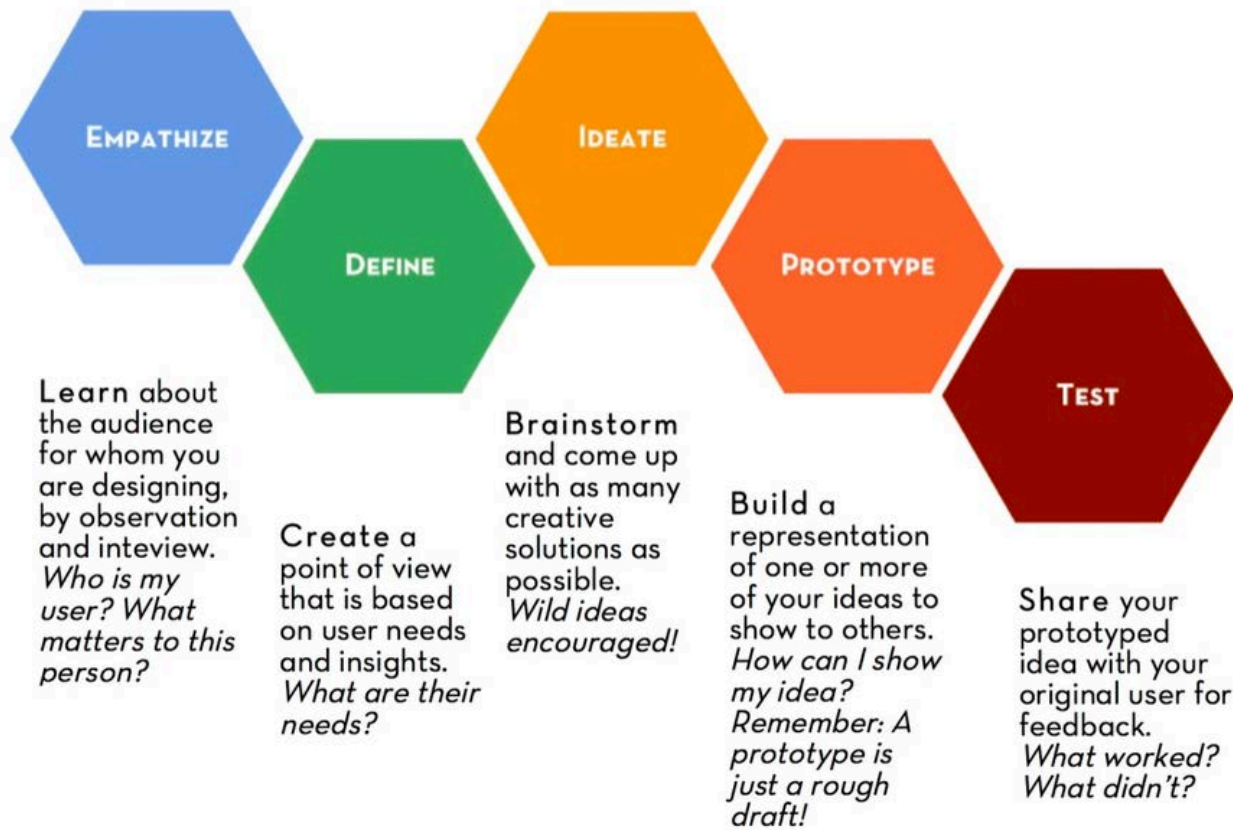 EMPATHIZE
DEFINE
IDEATE
PROTOTYPE
TEST
Learn about
the audience
for whom you
are designing,
by observation
and inteview.
Who is my
user? What
matters to this
person?
Create a
point of view
that is based
on user needs
and insights.
What are their
needs?
Brainstorm
and come up
with as many
creative
solutions as
possible.
Wild ideas
encouraged!
Build a
representation
of one or more
of your ideas to
show to others.
How can I show
my idea?
Remember: A
prototype is
just a rough
draft!
Share your
prototyped
idea with your
original user for
feedback.
What worked?
What didn't?